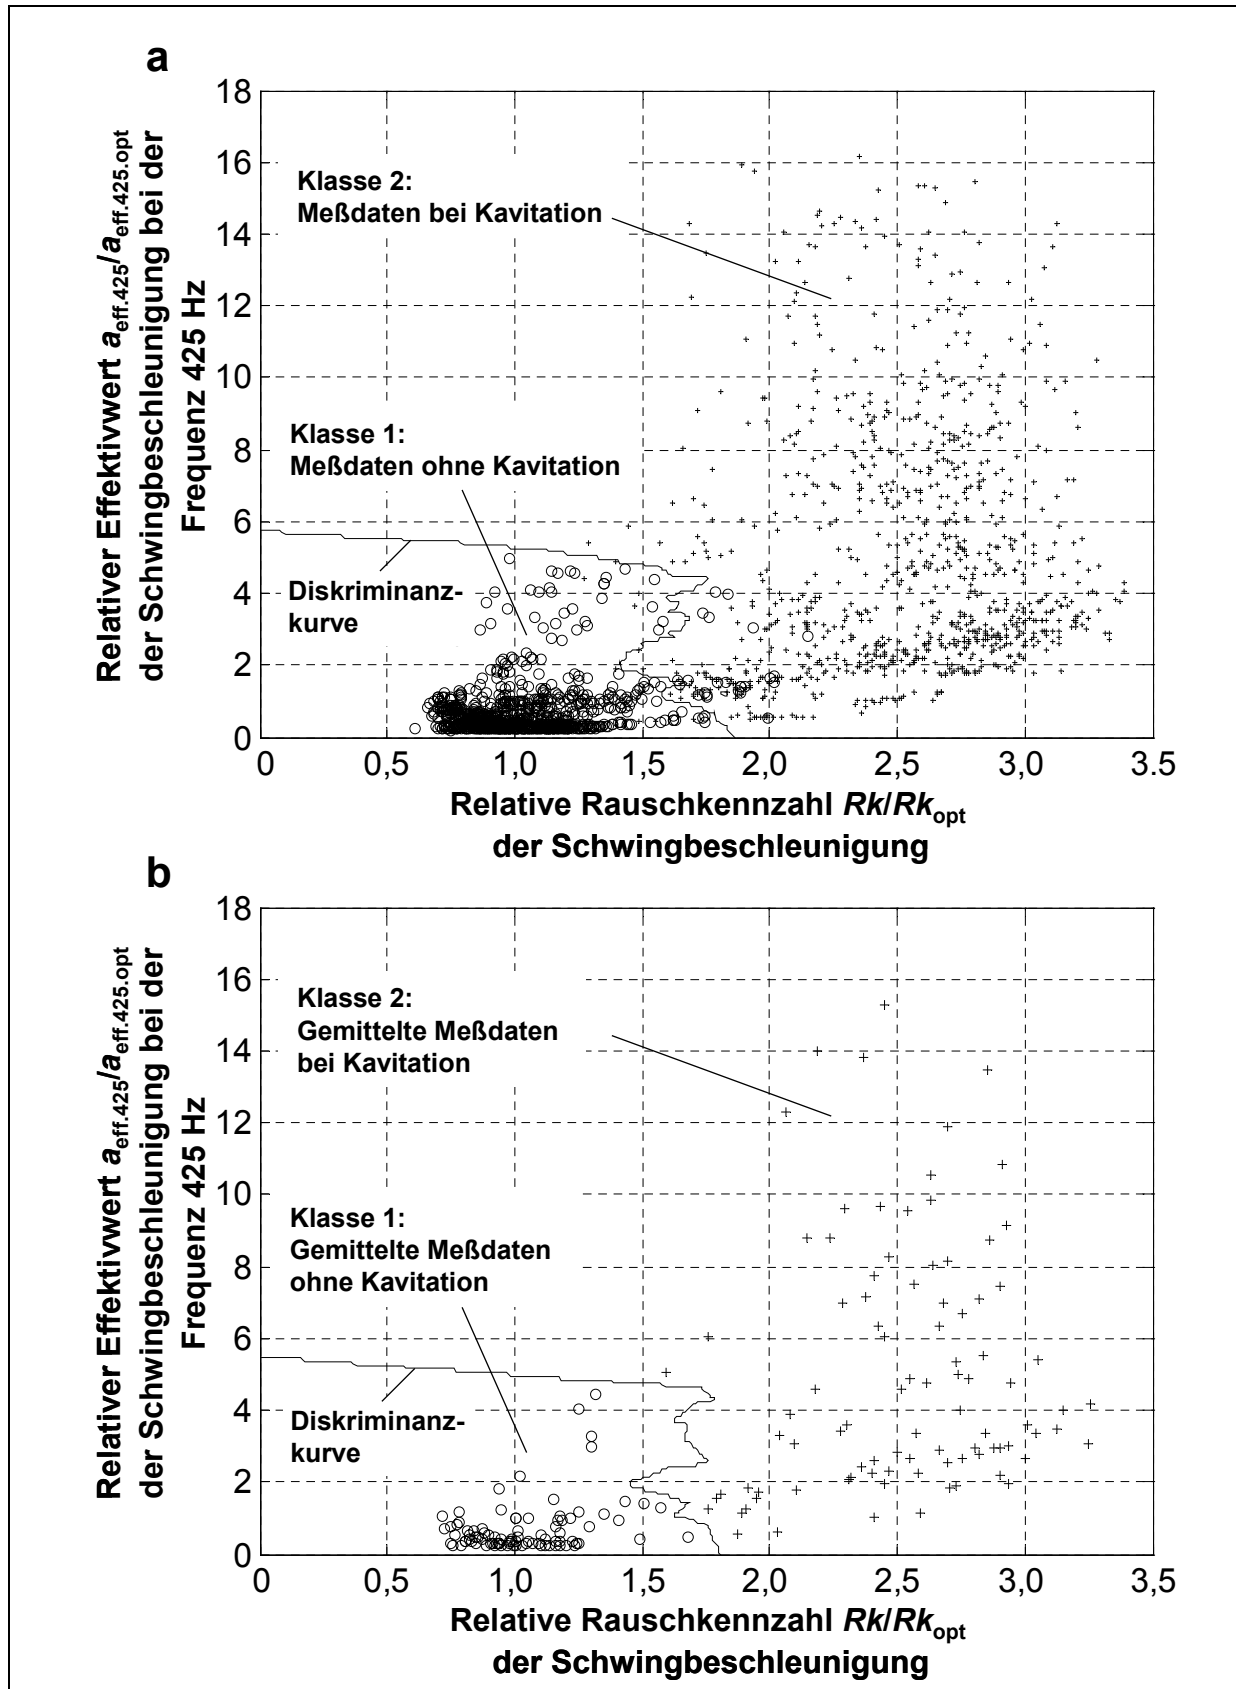 a
Relativer Effektivwert a_eff.425/a_eff.425.opt
der Schwingbeschleunigung bei der
Frequenz 425 Hz
18
16
14
12
10
8
6
4
2
0
Klasse 2:
Meßdaten bei Kavitation
Klasse 1:
Meßdaten ohne Kavitation
Diskriminanz-
kurve
0 0,5 1,0 1,5 2,0 2,5 3,0 3.5
Relative Rauschkennzahl Rk/Rk_opt
der Schwingbeschleunigung
b
Relativer Effektivwert a_eff.425/a_eff.425.opt
der Schwingbeschleunigung bei der
Frequenz 425 Hz
18
16
14
12
10
8
6
4
2
0
Klasse 2:
Gemittelte Meßdaten
bei Kavitation
Klasse 1:
Gemittelte Meßdaten
ohne Kavitation
Diskriminanz-
kurve
0 0,5 1,0 1,5 2,0 2,5 3,0 3,5
Relative Rauschkennzahl Rk/Rk_opt
der Schwingbeschleunigung